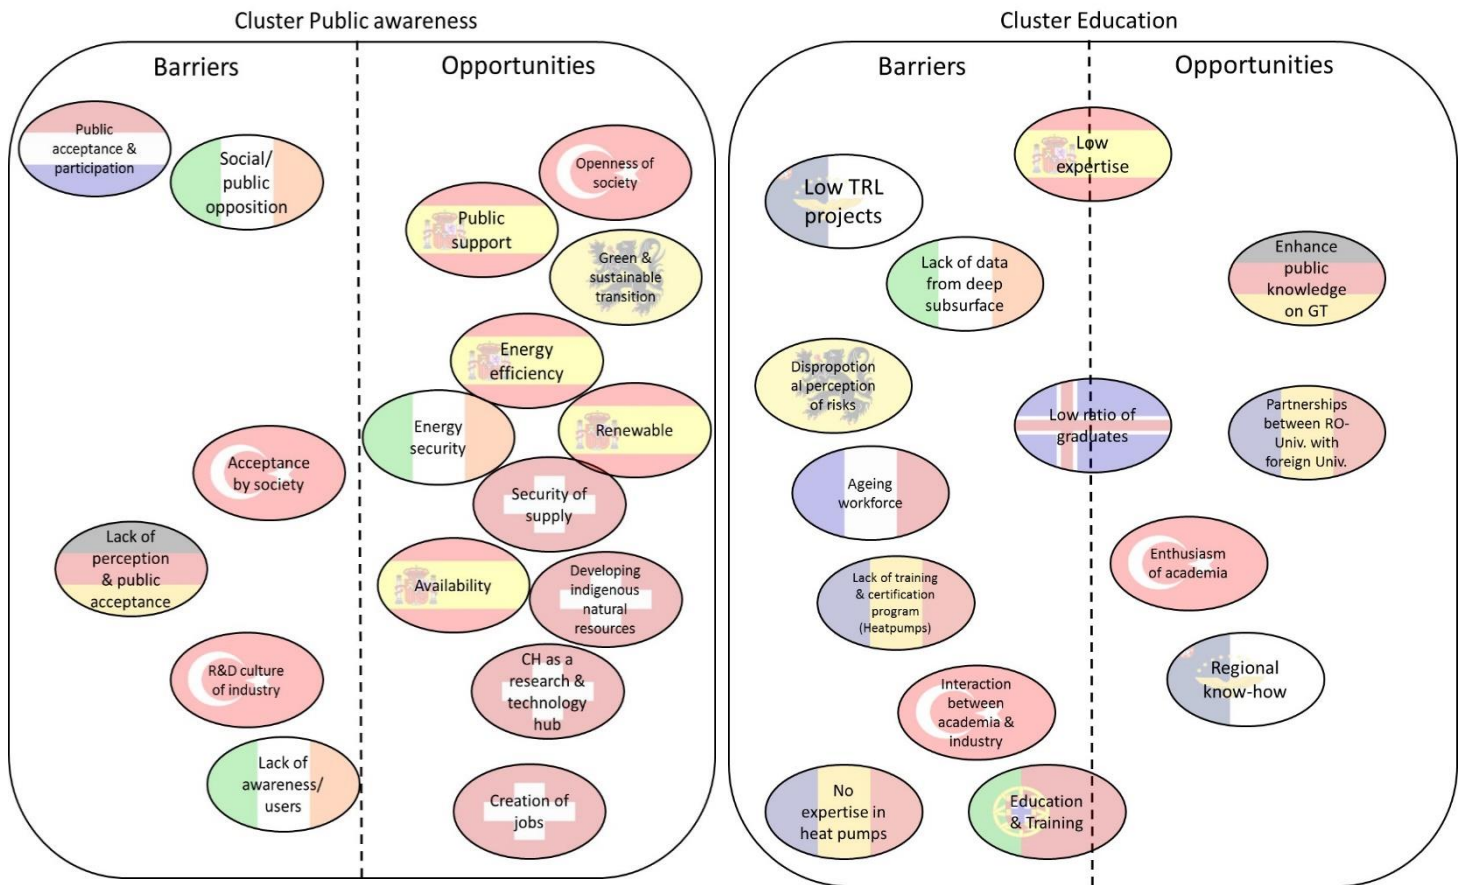 Cluster Public awareness
Barriers
Opportunities
Public
acceptance &
participation
Social/
public
opposition
Openness of
society
Public
support
Green &
sustainable
transition
Energy
efficiency
Energy
security
Renewable
Acceptance
by society
Security of
supply
Lack of
perception
& public
acceptance
Availability
Developing
indigenous
natural
resources
R&D culture
of industry
CH as a
research &
technology
hub
Lack of
awareness/
users
Creation of
jobs
Cluster Education
Barriers
Opportunities
Low
expertise
Low TRL
projects
Lack of data
from deep
subsurface
Enhance
public
knowledge
on GT
Dispropotion
al perception
of risks
Low ratio of
graduates
Partnerships
between RO-
Univ. with
foreign Univ.
Ageing
workforce
Enthusiasm
of academia
Lack of training
& certification
program
(Heatpumps)
Regional
know-how
Interaction
between
academia &
industry
No
expertise in
heat pumps
Education
& Training